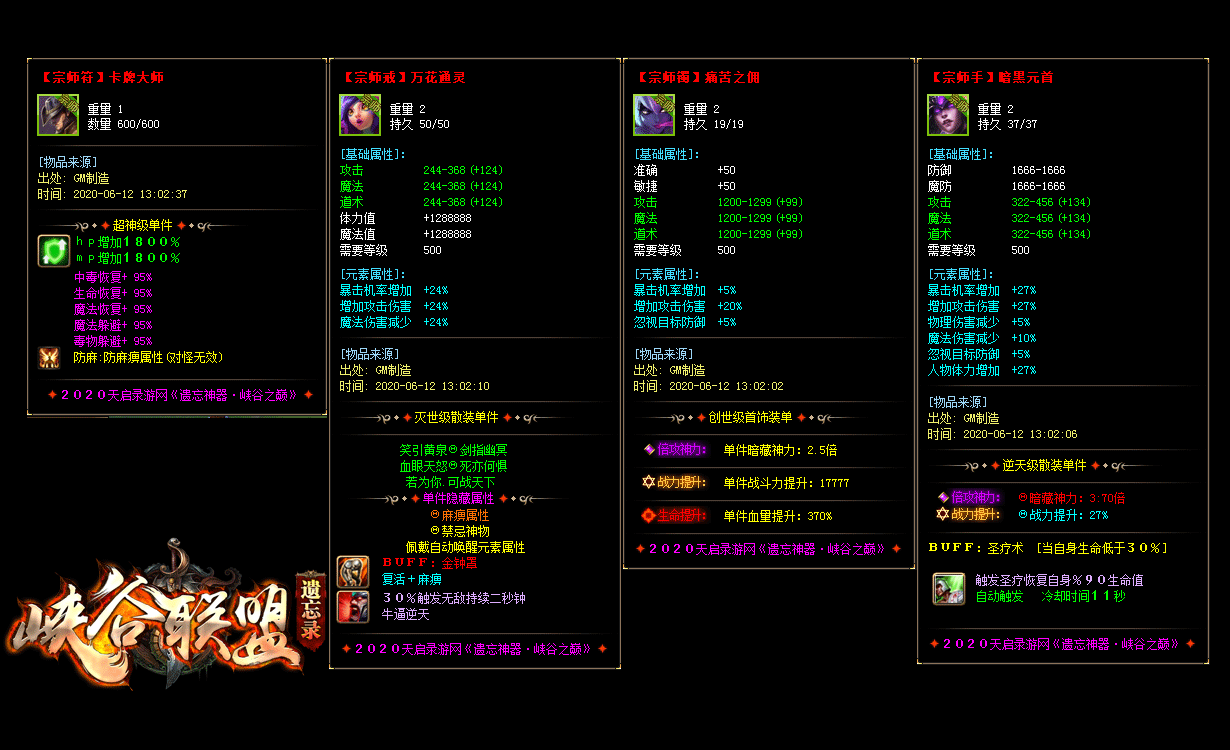 【宗师符】卡牌大师
重量 1
数量 600/600
[物品来源]
出处: GM制造
时间: 2020-06-12 13:02:37
超神级单件
hp增加1800%
mp增加1800%
中毒恢复+ 95%
生命恢复+ 95%
魔法恢复+ 95%
魔法躲避+ 95%
毒物躲避+ 95%
防麻:防麻痹属性(对怪无效)
2020天启录游网《遗忘神器·峡谷之巅》
【宗师戒】万花通灵
重量 2
持久 50/50
[基础属性]:
攻击 244-368 (+124)
魔法 244-368 (+124)
道术 244-368 (+124)
体力值 +1288888
魔法值 +1288888
需要等级 500
[元素属性]:
暴击机率增加 +24%
增加攻击伤害 +24%
魔法伤害减少 +24%
[物品来源]
出处: GM制造
时间: 2020-06-12 13:02:10
灭世级散装单件
笑引黄泉 剑指幽冥
血眼天怒 死亦何惧
若为你.可战天下
单件隐藏属性
麻痹属性
禁忌神物
佩戴自动唤醒元素属性
BUFF: 金钟罩
复活+麻痹
30%触发无敌持续二秒钟
牛逼逆天
2020天启录游网《遗忘神器·峡谷之巅》
【宗师镯】痛苦之佣
重量 2
持久 19/19
[基础属性]:
准确 +50
敏捷 +50
攻击 1200-1299 (+99)
魔法 1200-1299 (+99)
道术 1200-1299 (+99)
需要等级 500
[元素属性]:
暴击机率增加 +5%
增加攻击伤害 +20%
忽视目标防御 +5%
[物品来源]
出处: GM制造
时间: 2020-06-12 13:02:02
创世级首饰装单
倍攻神力: 单件暗藏神力: 2.5倍
战力提升: 单件战斗力提升: 17777
生命提升: 单件血量提升: 370%
2020天启录游网《遗忘神器·峡谷之巅》
【宗师手】暗黑元首
重量 2
持久 37/37
[基础属性]:
防御 1666-1666
魔防 1666-1666
攻击 322-456 (+134)
魔法 322-456 (+134)
道术 322-456 (+134)
需要等级 500
[元素属性]:
暴击机率增加 +27%
增加攻击伤害 +27%
物理伤害减少 +5%
魔法伤害减少 +10%
忽视目标防御 +5%
人物体力增加 +27%
[物品来源]
出处: GM制造
时间: 2020-06-12 13:02:06
逆天级散装单件
倍攻神力: 暗藏神力: 3:70倍
战力提升: 战力提升: 27%
BUFF: 圣疗术 [当自身生命低于30%]
触发圣疗恢复自身%90生命值
自动触发 冷却时间11秒
2020天启录游网《遗忘神器·峡谷之巅》
峡谷联盟
遗忘录